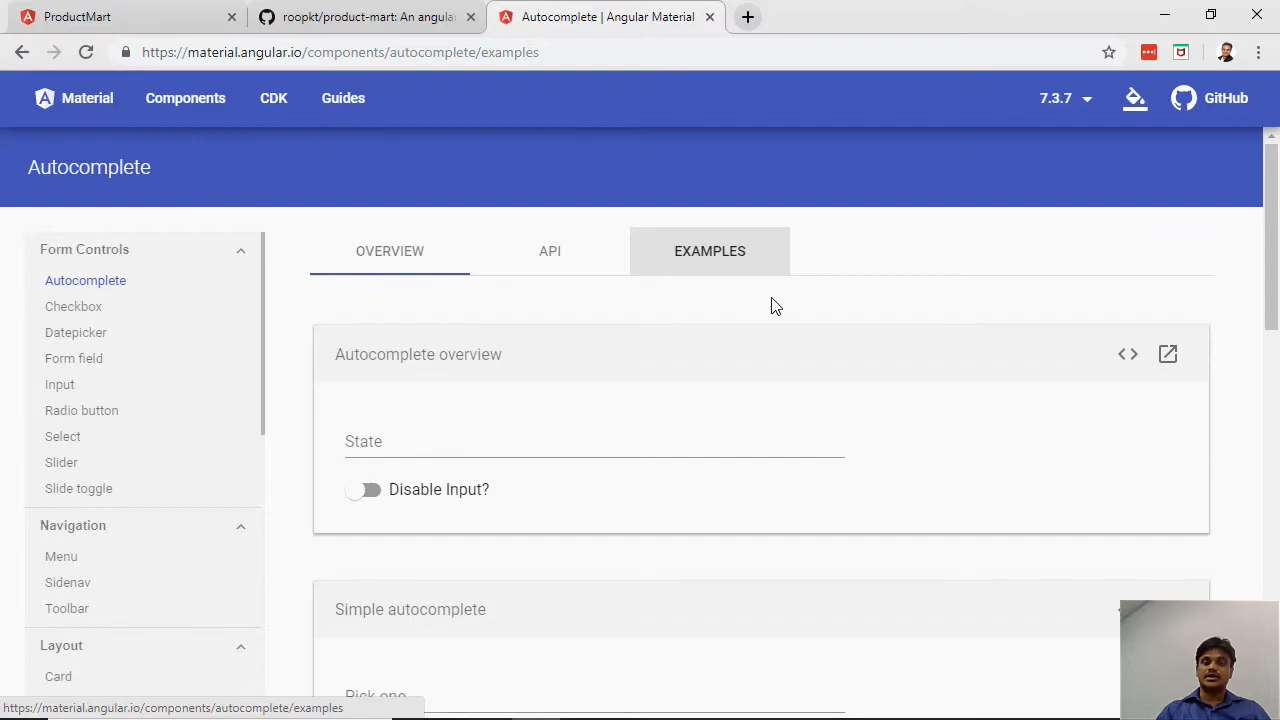 ProductMart
roopkt/product-mart: An angula
Autocomplete | Angular Material
https://material.angular.io/components/autocomplete/examples
Material
Components
CDK
Guides
7.3.7
GitHub
Autocomplete
Form Controls
Autocomplete
Checkbox
Datepicker
Form field
Input
Radio button
Select
Slider
Slide toggle
Navigation
Menu
Sidenav
Toolbar
Layout
Card
OVERVIEW
API
EXAMPLES
Autocomplete overview
State
Disable Input?
Simple autocomplete
Pick one
https://material.angular.io/components/autocomplete/examples